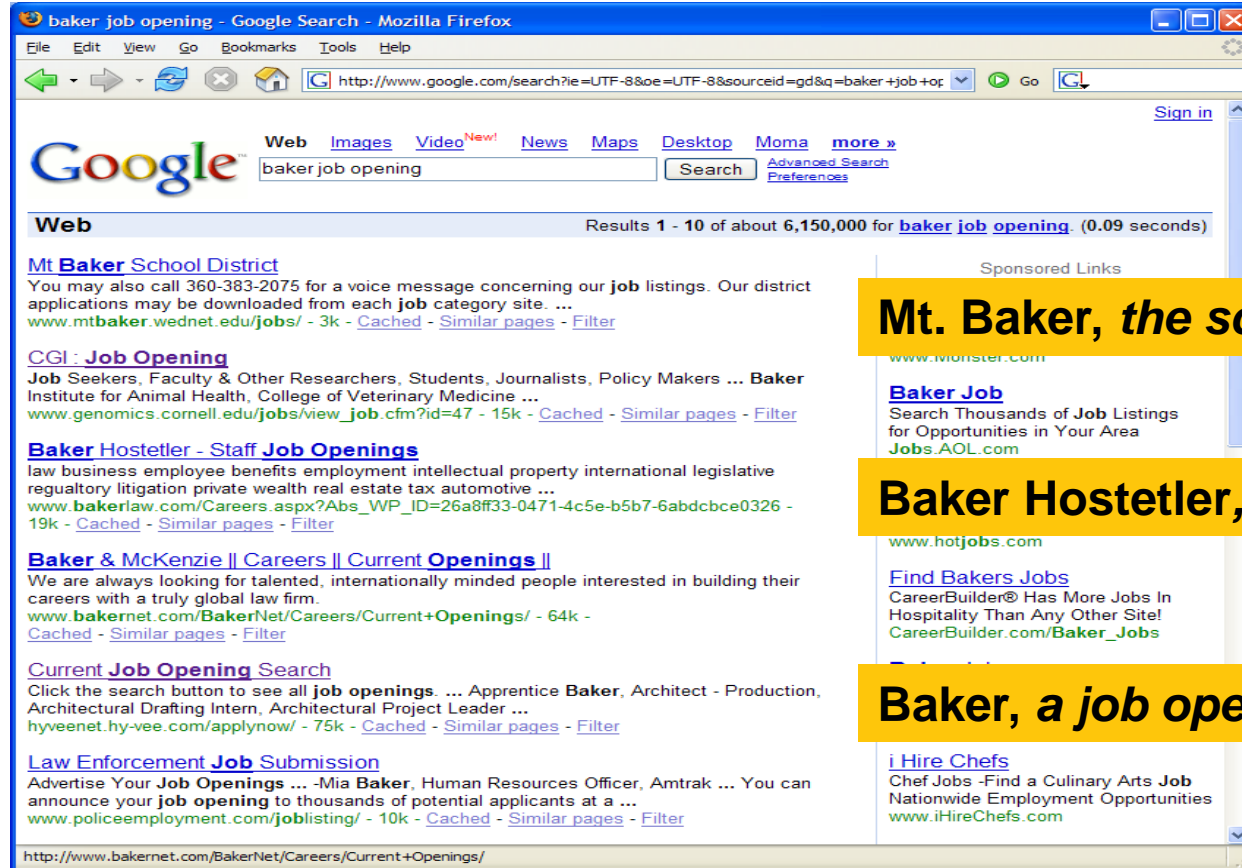 baker job opening - Google Search - Mozilla Firefox
File Edit View Go Bookmarks Tools Help
http://www.google.com/search?ie=UTF-8&oe=UTF-8&sourceid=gd&q=baker+job+op Go G
Sign in
Google™ Web Images Video New! News Maps Desktop Moma more »
baker job opening Search Advanced Search
Preferences
Web Results 1 - 10 of about 6,150,000 for baker job opening. (0.09 seconds)
Mt Baker School District
You may also call 360-383-2075 for a voice message concerning our job listings. Our district
applications may be downloaded from each job category site. ...
www.mtbaker.wednet.edu/jobs/ - 3k - Cached - Similar pages - Filter
CGI : Job Opening
Job Seekers, Faculty & Other Researchers, Students, Journalists, Policy Makers ... Baker
Institute for Animal Health, College of Veterinary Medicine ...
www.genomics.cornell.edu/jobs/view_job.cfm?id=47 - 15k - Cached - Similar pages - Filter
Baker Hostetler - Staff Job Openings
law business employee benefits employment intellectual property international legislative
regualtory litigation private wealth real estate tax automotive ...
www.bakerlaw.com/Careers.aspx?Abs_WP_ID=26a8ff33-0471-4c5e-b5b7-6abdcbce0326 -
19k - Cached - Similar pages - Filter
Baker & McKenzie || Careers || Current Openings ||
We are always looking for talented, internationally minded people interested in building their
careers with a truly global law firm.
www.bakernet.com/BakerNet/Careers/Current+Openings/ - 64k -
Cached - Similar pages - Filter
Current Job Opening Search
Click the search button to see all job openings. ... Apprentice Baker, Architect - Production,
Architectural Drafting Intern, Architectural Project Leader ...
hyveenet.hy-vee.com/applynow/ - 75k - Cached - Similar pages - Filter
Law Enforcement Job Submission
Advertise Your Job Openings ... -Mia Baker, Human Resources Officer, Amtrak ... You can
announce your job opening to thousands of potential applicants at a ...
www.policeemployment.com/joblisting/ - 10k - Cached - Similar pages - Filter
Sponsored Links
Mt. Baker, the sc
www.Monster.com
Baker Job
Search Thousands of Job Listings
for Opportunities in Your Area
Jobs.AOL.com
Baker Hostetler,
www.hotjobs.com
Find Bakers Jobs
CareerBuilder® Has More Jobs In
Hospitality Than Any Other Site!
CareerBuilder.com/Baker_Jobs
Baker, a job ope
i Hire Chefs
Chef Jobs -Find a Culinary Arts Job
Nationwide Employment Opportunities
www.iHireChefs.com
http://www.bakernet.com/BakerNet/Careers/Current+Openings/